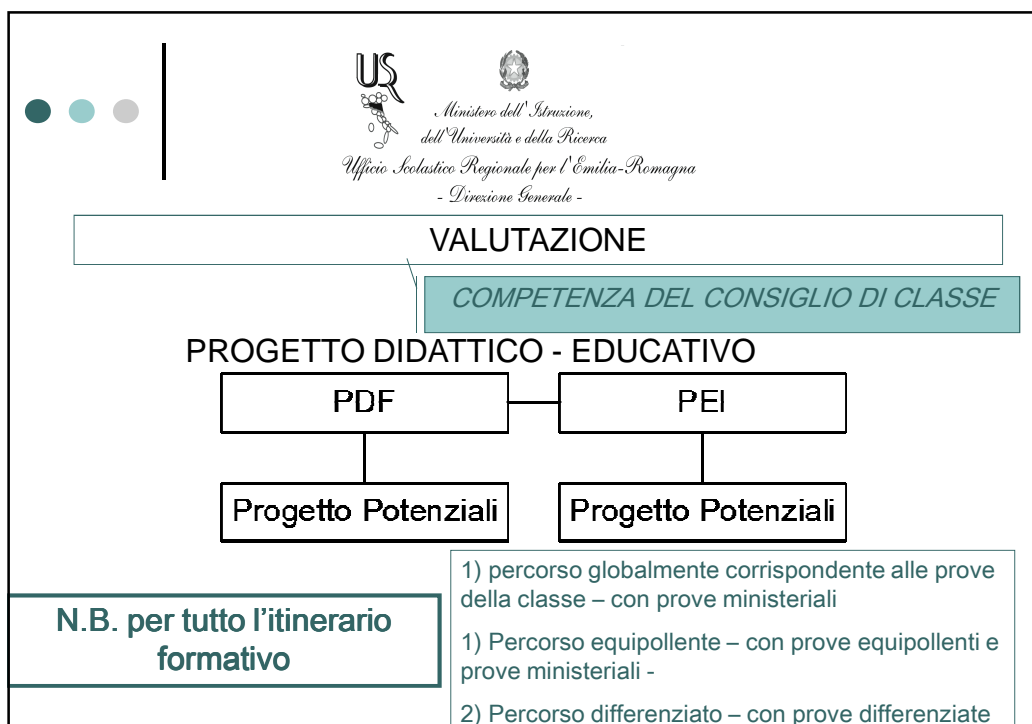 US
Ministero dell'Istruzione,
dell'Università e della Ricerca
Ufficio Scolastico Regionale per l'Emilia-Romagna
- Direzione Generale -
VALUTAZIONE
COMPETENZA DEL CONSIGLIO DI CLASSE
PROGETTO DIDATTICO - EDUCATIVO
PDF
PEI
Progetto Potenziali
Progetto Potenziali
N.B. per tutto l'itinerario
formativo
1) percorso globalmente corrispondente alle prove
della classe – con prove ministeriali
1) Percorso equipollente – con prove equipollenti e
prove ministeriali -
2) Percorso differenziato – con prove differenziate